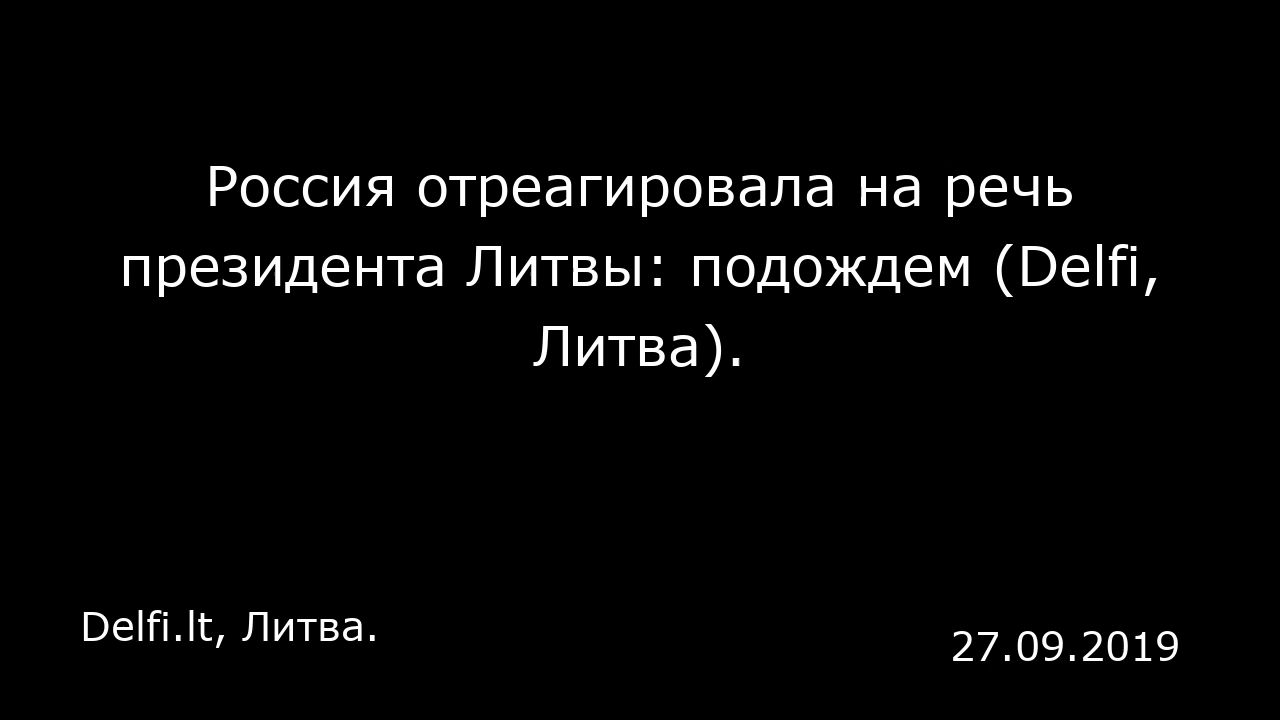 Россия отреагировала на речь
президента Литвы: подождем (Delfi,
Литва).
Delfi.lt, Литва.
27.09.2019